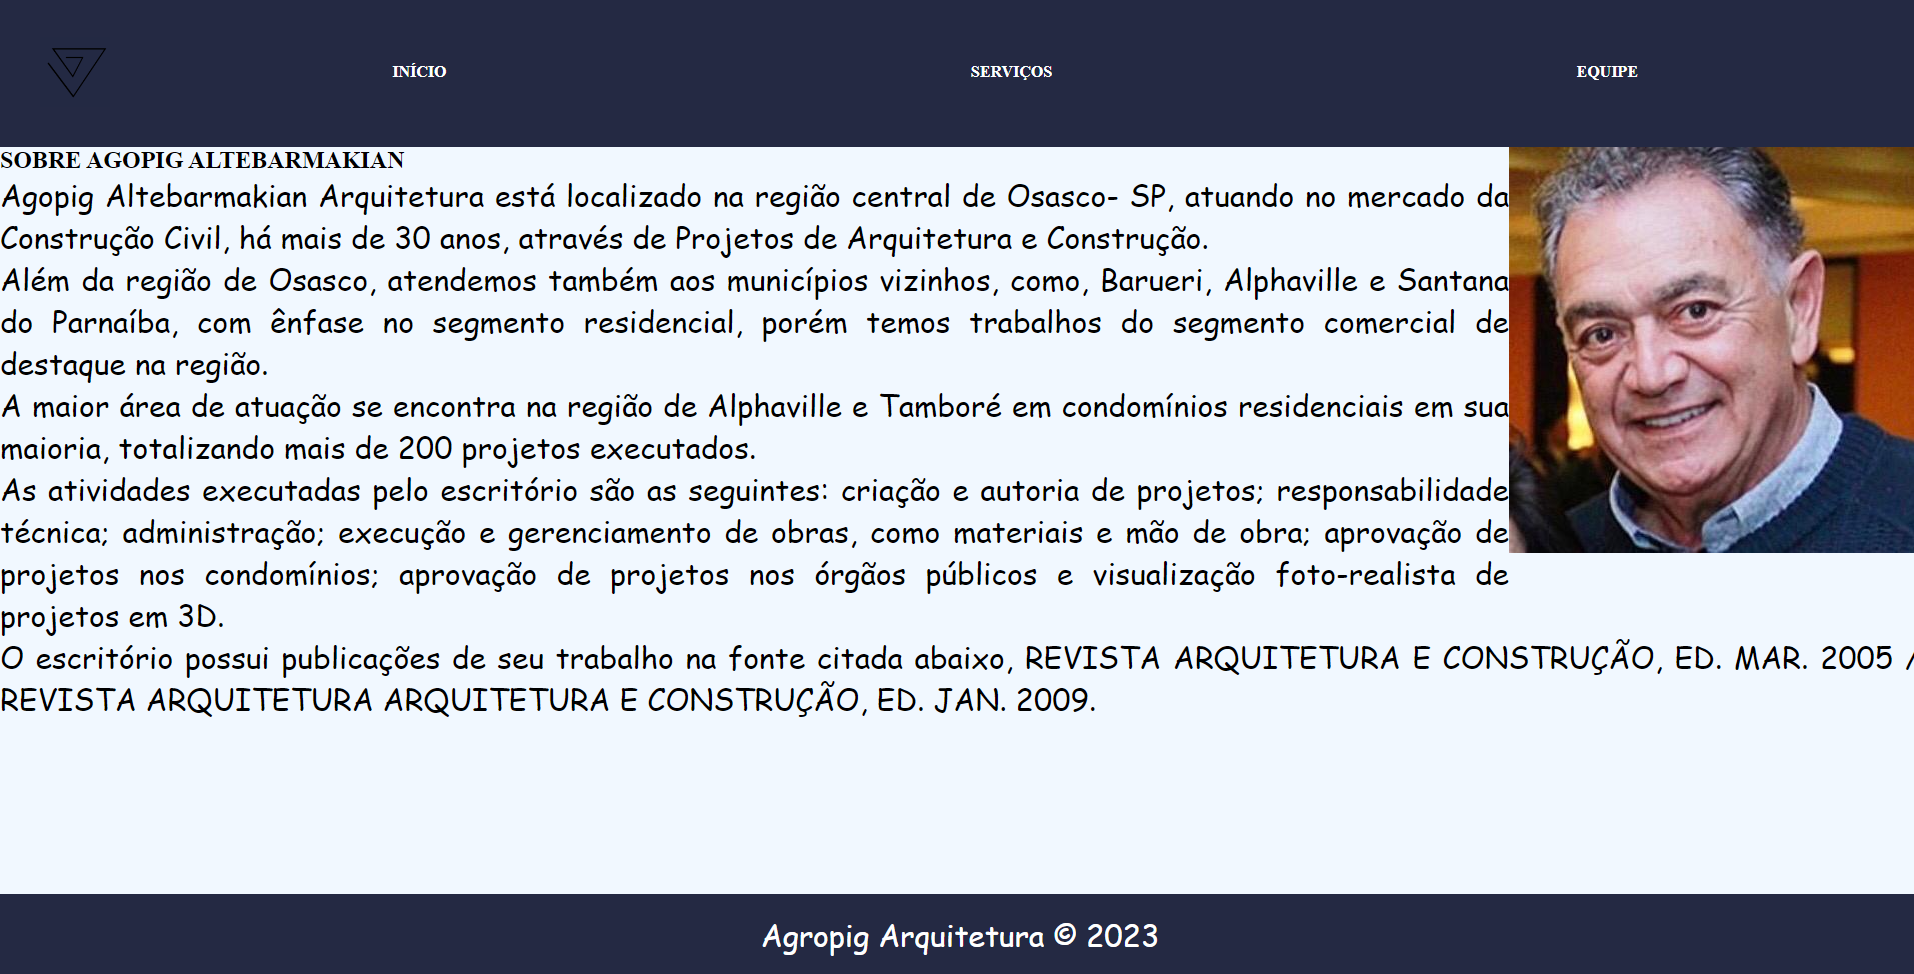 INÍCIO
SERVIÇOS
EQUIPE
SOBRE AGOPIG ALTEBARMAKIAN
Agopig Altebarmakian Arquitetura está localizado na região central de Osasco- SP, atuando no mercado da
Construção Civil, há mais de 30 anos, através de Projetos de Arquitetura e Construção.
Além da região de Osasco, atendemos também aos municípios vizinhos, como, Barueri, Alphaville e Santana
do Parnaíba, com ênfase no segmento residencial, porém temos trabalhos do segmento comercial de
destaque na região.
A maior área de atuação se encontra na região de Alphaville e Tamboré em condomínios residenciais em sua
maioria, totalizando mais de 200 projetos executados.
As atividades executadas pelo escritório são as seguintes: criação e autoria de projetos; responsabilidade
técnica; administração; execução e gerenciamento de obras, como materiais e mão de obra; aprovação de
projetos nos condomínios; aprovação de projetos nos órgãos públicos e visualização foto-realista de
projetos em 3D.
O escritório possui publicações de seu trabalho na fonte citada abaixo, REVISTA ARQUITETURA E CONSTRUÇÃO, ED. MAR. 2005 /
REVISTA ARQUITETURA ARQUITETURA E CONSTRUÇÃO, ED. JAN. 2009.
Agropig Arquitetura © 2023